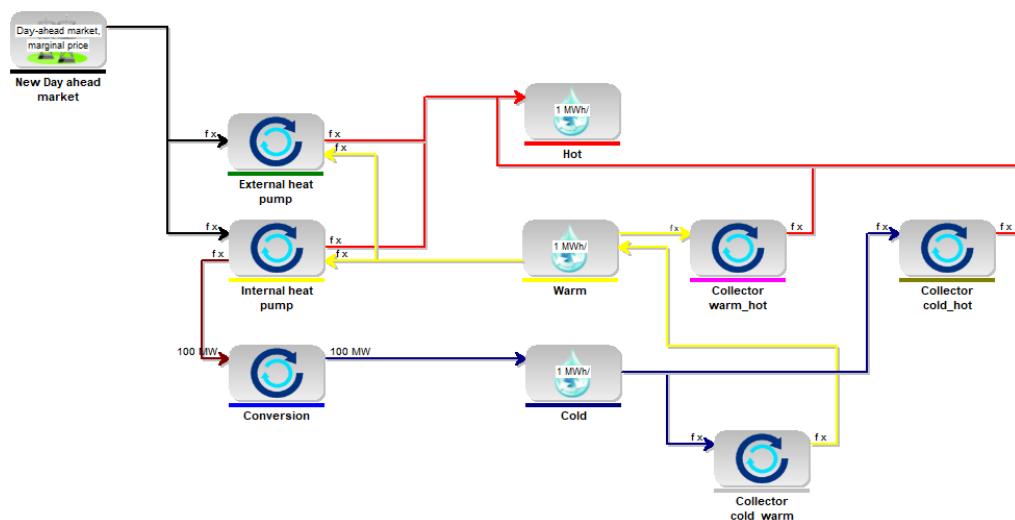 Day-ahead market,
marginal price
New Day ahead
market
f x
f x
f x
External heat
pump
1 MWh/
Hot
f x
f x
f x
f x
Internal heat
pump
1 MWh/
Warm
f x
f x
Collector
warm_hot
f x
f x
Collector
cold_hot
100 MW
100 MW
Conversion
1 MWh/
Cold
f x
f x
Collector
cold_warm